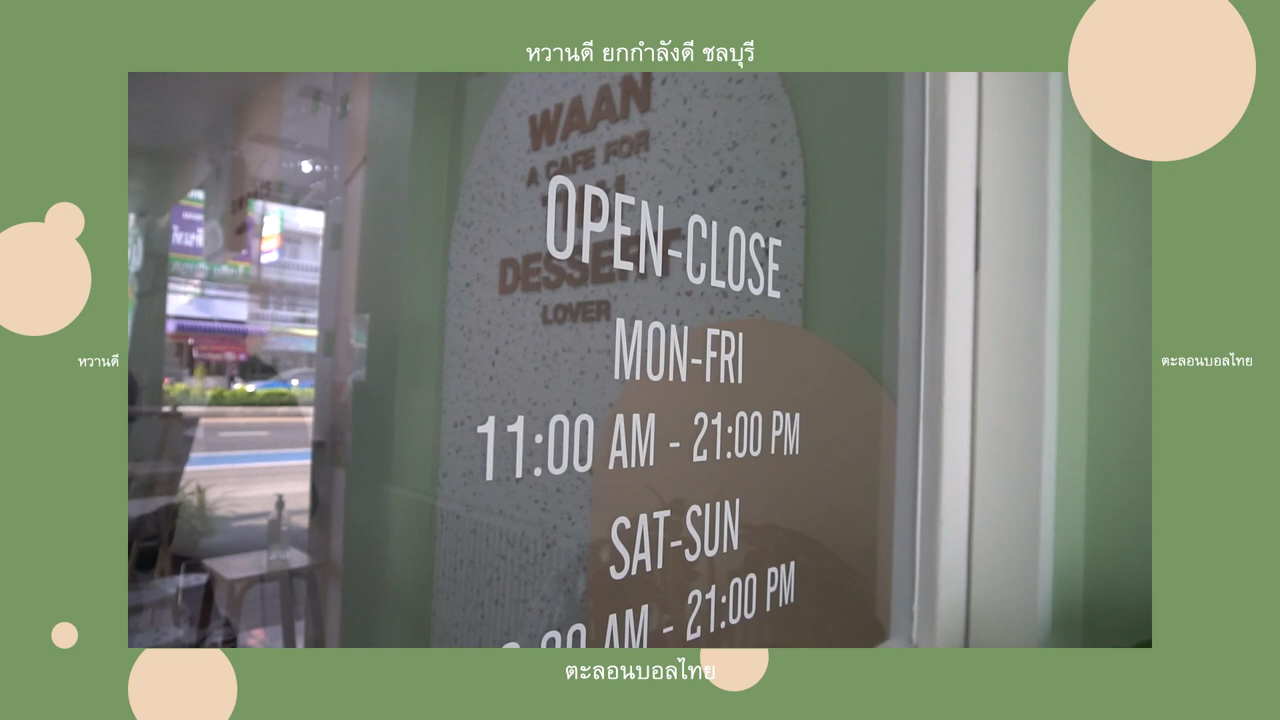 หวานดี ยกกำลังดี ชลบุรี
WAAN
A CAFE FOR
DESSERT
LOVER
OPEN-CLOSE
MON-FRI
11:00 AM - 21:00 PM
SAT-SUN
AM - 21:00 PM
หวานดี
ตะลอนบอลไทย
ตะลอนบอลไทย